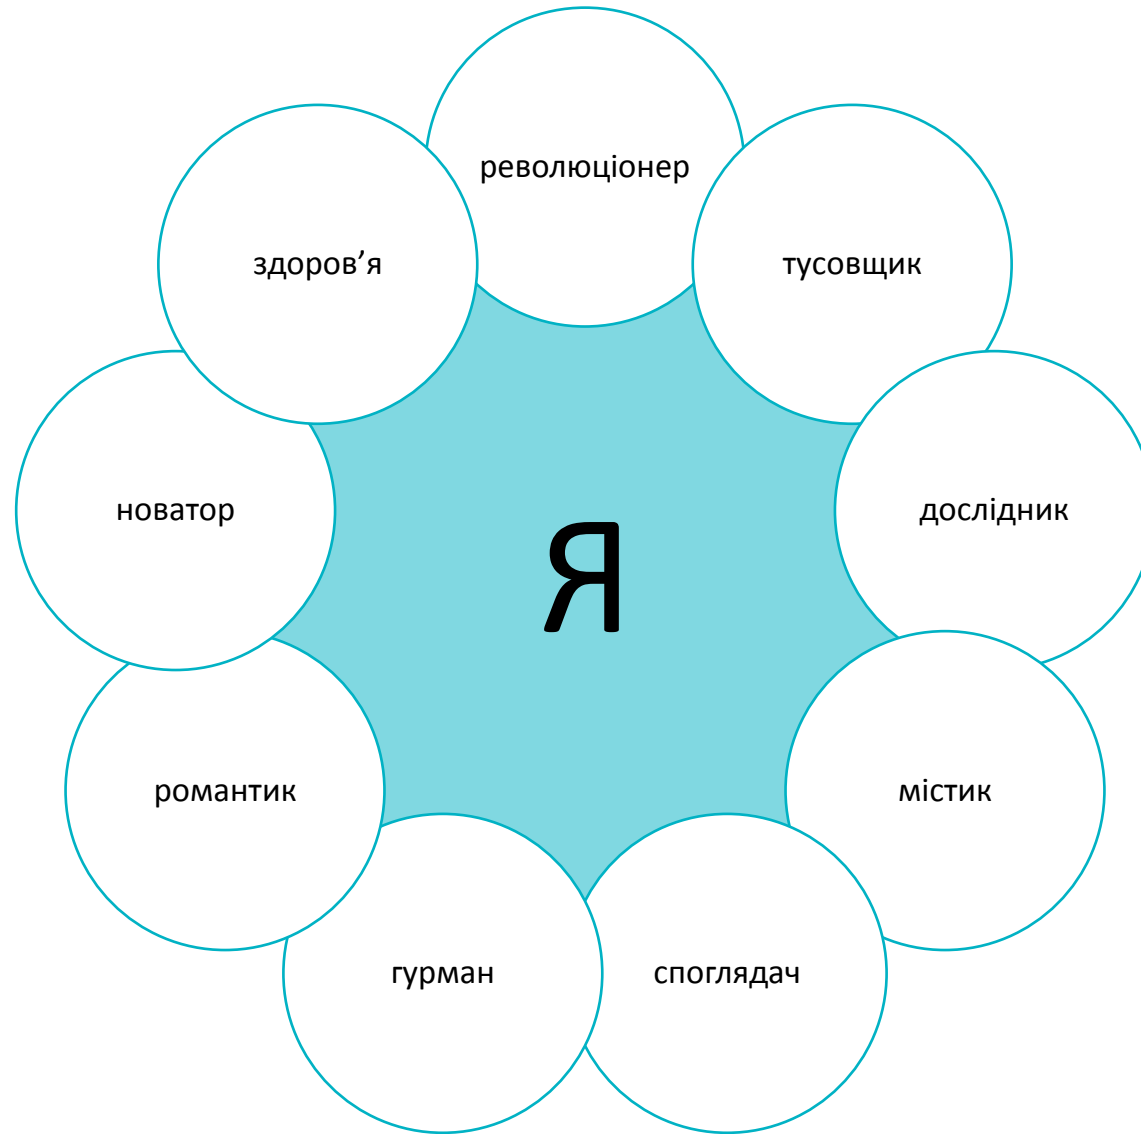 революціонер
тусовщик
дослідник
містик
споглядач
гурман
романтик
новатор
здоров’я
Я